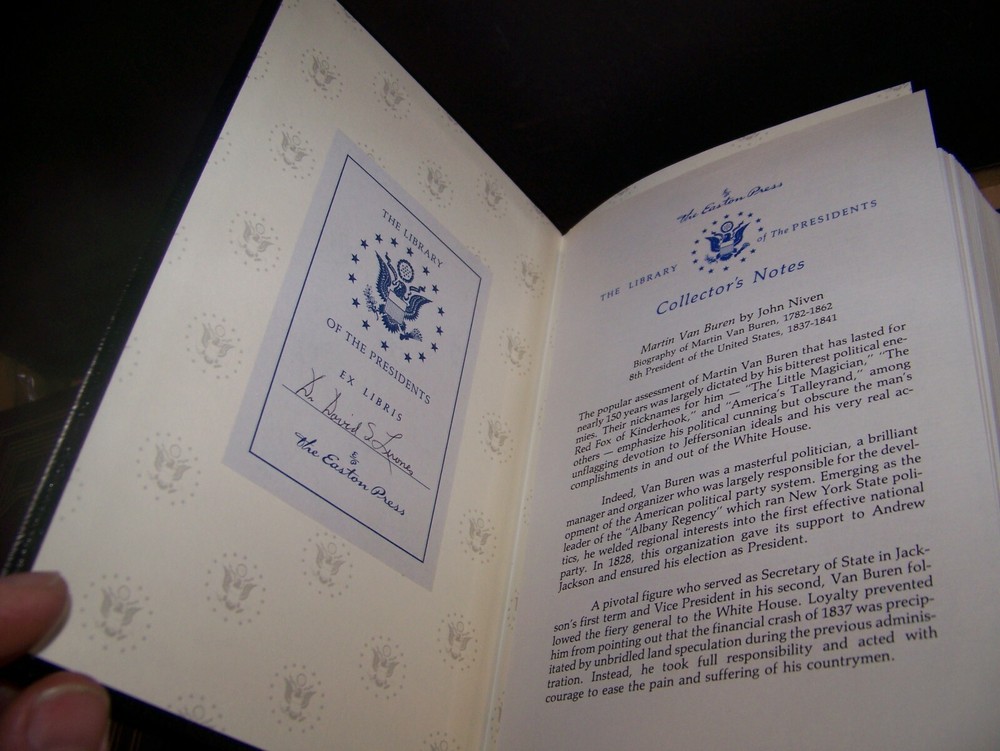 THE LIBRARY
OF THE PRESIDENTS
EX LIBRIS
Dr. David S.
The Easton Press
The Easton Press
THE LIBRARY of The PRESIDENTS
Collector's Notes
Martin Van Buren by John Niven
Biography of Martin Van Buren, 1782-1862
8th President of the United States, 1837-1841
The popular assessment of Martin Van Buren that has lasted for
nearly 150 years was largely dictated by his bitterest political ene-
mies. Their nicknames for him — "The Little Magician," "The
Red Fox of Kinderhook," and "America's Talleyrand," among
others — emphasize his political cunning but obscure the man's
unflagging devotion to Jeffersonian ideals and his very real ac-
complishments in and out of the White House.
Indeed, Van Buren was a masterful politician, a brilliant
manager and organizer who was largely responsible for the devel-
opment of the American political party system. Emerging as the
leader of the "Albany Regency" which ran New York State poli-
tics, he welded regional interests into the first effective national
party. In 1828, this organization gave its support to Andrew
Jackson and ensured his election as President.
A pivotal figure who served as Secretary of State in Jack-
son's first term and Vice President in his second, Van Buren fol-
lowed the fiery general to the White House. Loyalty prevented
him from pointing out that the financial crash of 1837 was precip-
itated by unbridled land speculation during the previous adminis-
tration. Instead, he took full responsibility and acted with
courage to ease the pain and suffering of his countrymen.